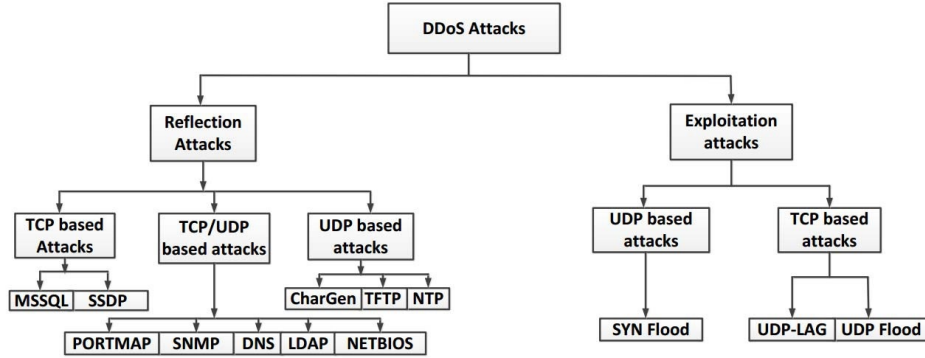 DDoS Attacks
Reflection
Attacks
Exploitation
attacks
TCP based
Attacks
TCP/UDP
based attacks
UDP based
attacks
UDP based
attacks
TCP based
attacks
MSSQL SSDP
CharGen TFTP NTP
SYN Flood
UDP-LAG UDP Flood
PORTMAP SNMP DNS LDAP NETBIOS